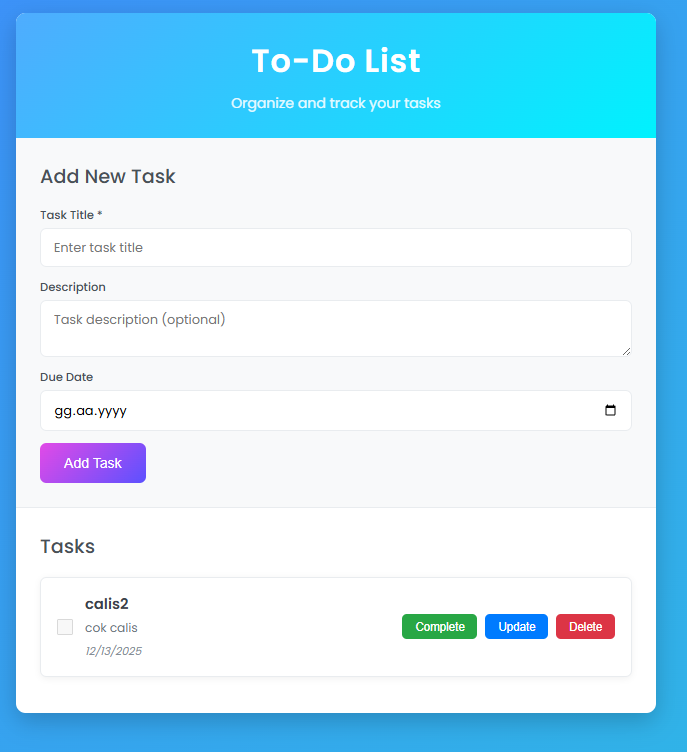 To-Do List
Organize and track your tasks
Add New Task
Task Title *
Enter task title
Description
Task description (optional)
Due Date
gg.aa.yyyy
Add Task
Tasks
calis2
cok calis
12/13/2025
Complete Update Delete